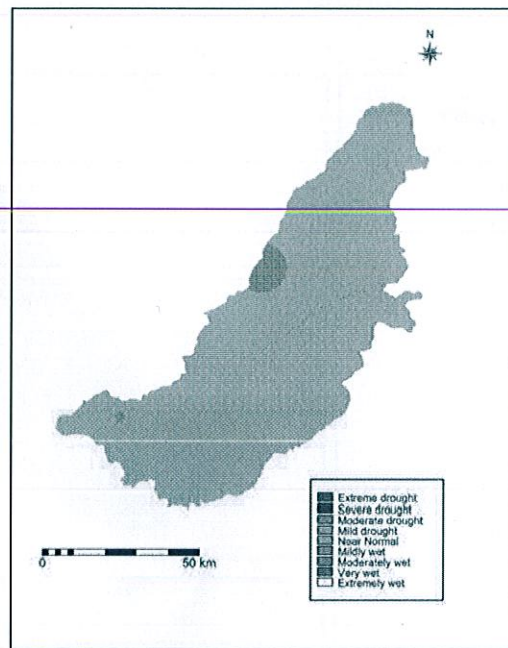 N
Extreme drought
Severe drought
Moderate drought
Mild drought
Near Normal
Mildly wet
Moderately wet
Very wet
Extremely wet
0 50 km